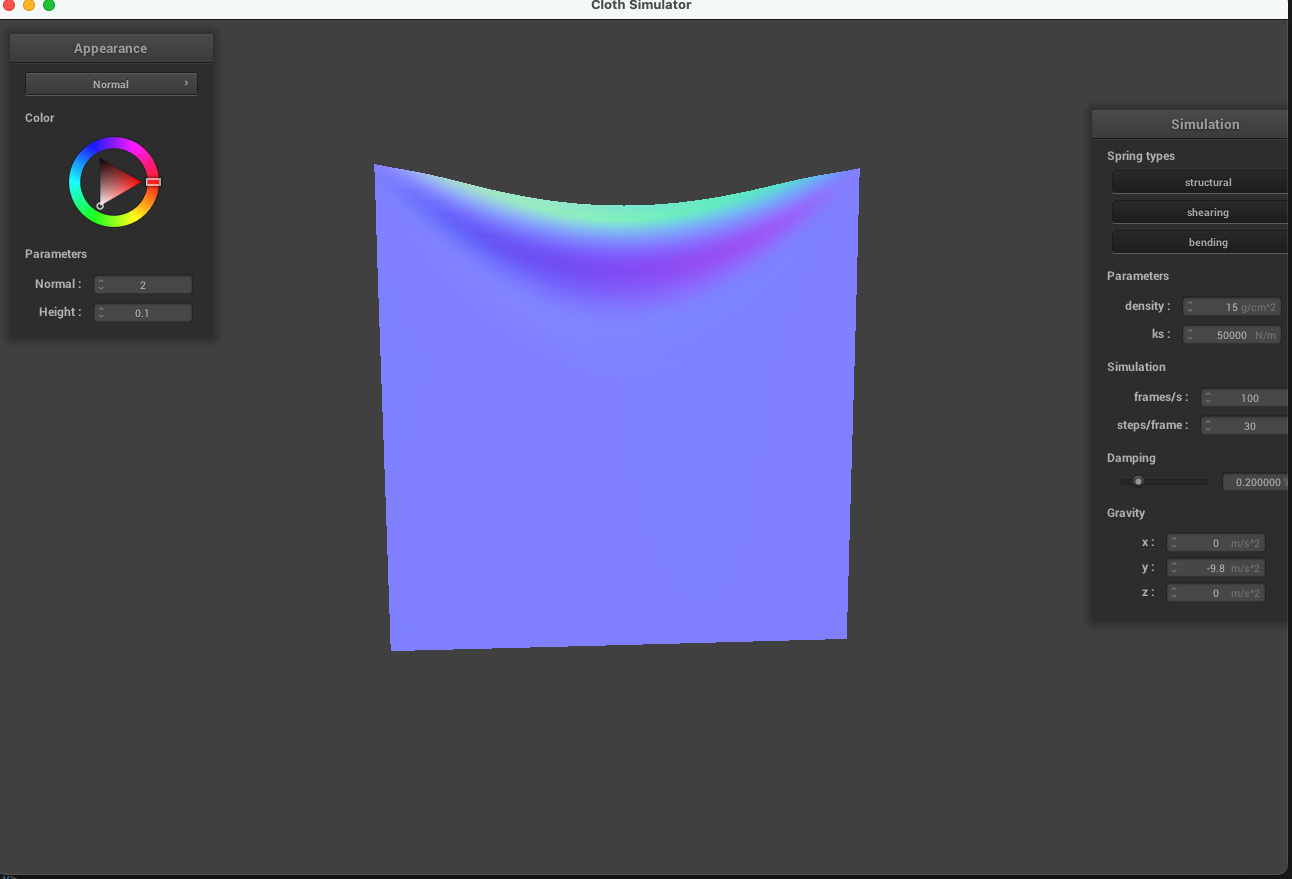 Cloth Simulator
Appearance
Normal
Color
Parameters
Normal : 2
Height : 0.1
Simulation
Spring types
structural
shearing
bending
Parameters
density : 15 g/cm^2
ks : 50000 N/m
Simulation
frames/s : 100
steps/frame : 30
Damping
0.200000
Gravity
x : 0 m/s^2
y : -9.8 m/s^2
z : 0 m/s^2